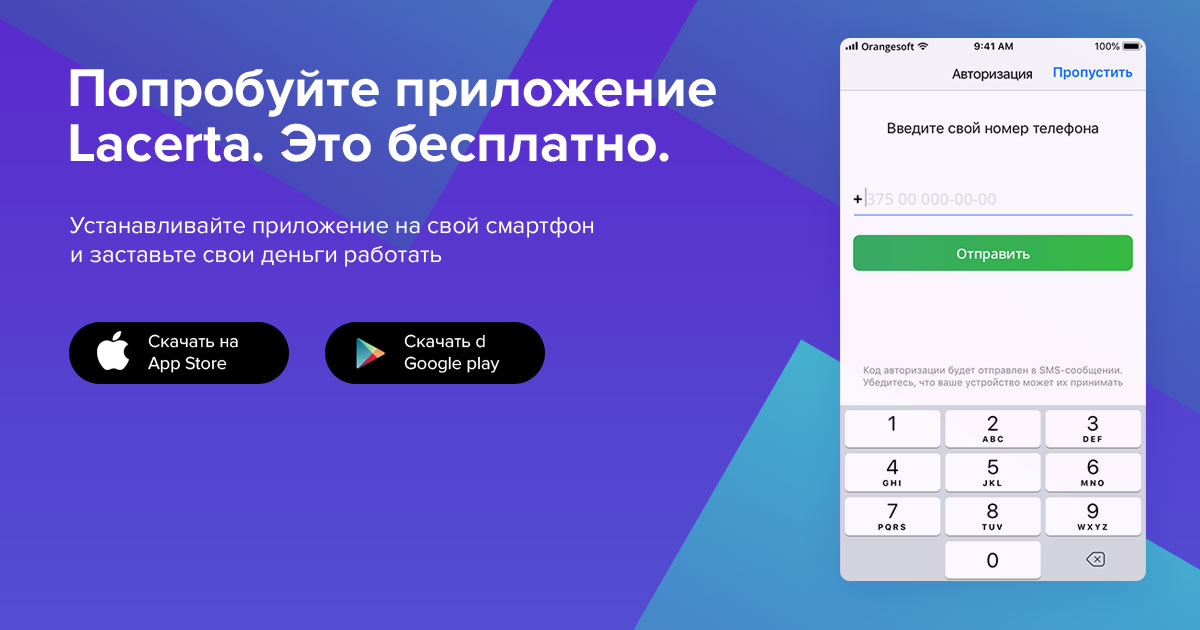 Попробуйте приложение
Lacerta. Это бесплатно.
Устанавливайте приложение на свой смартфон
и заставьте свои деньги работать
Скачать на
App Store
Скачать d
Google play
Orangesoft 9:41 AM 100%
Авторизация Пропустить
Введите свой номер телефона
+375 00 000-00-00
Отправить
Код авторизации будет отправлен в SMS-сообщении.
Убедитесь, что ваше устройство может их принимать
1 2 3
ABC DEF
4 5 6
GHI JKL MNO
7 8 9
PQRS TUV WXYZ
0